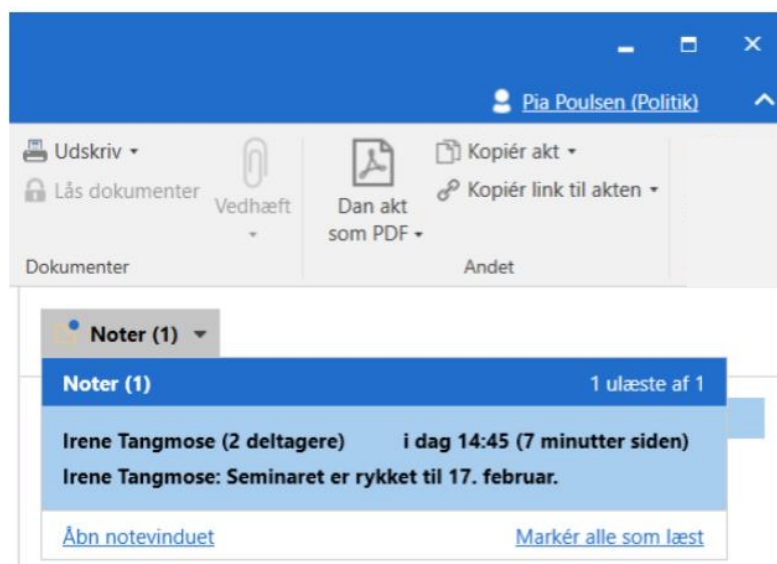 Pia Poulsen (Politik)
Udskriv
Lås dokumenter
Vedhæft
Dan akt
som PDF
Kopiér akt
Kopiér link til akten
Dokumenter
Andet
Noter (1)
Noter (1) 1 ulæste af 1
Irene Tangmose (2 deltagere) i dag 14:45 (7 minutter siden)
Irene Tangmose: Seminaret er rykket til 17. februar.
Åbn notevinduet Markér alle som læst